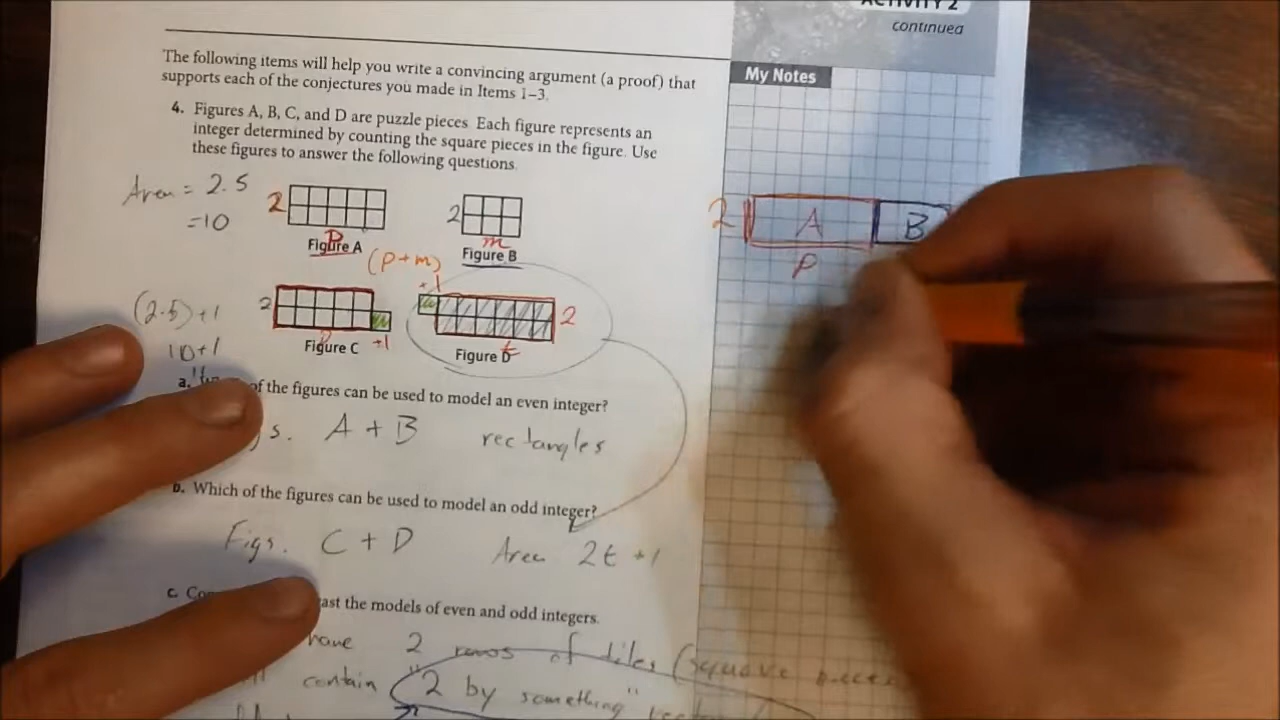 ACTIVITY 2
continued
My Notes
The following items will help you write a convincing argument (a proof) that
supports each of the conjectures you made in Items 1–3.
4. Figures A, B, C, and D are puzzle pieces. Each figure represents an
integer determined by counting the square pieces in the figure. Use
these figures to answer the following questions.
Area = 2·5
=10
2
p
Figure A
2
m
Figure B
(p+m)
2
A
B
p
(2·5)+1
10+1
11
2
+1
Figure C
+1
2
t
Figure D
a. of the figures can be used to model an even integer?
A + B rectangles
b. Which of the figures can be used to model an odd integer?
Figs. C + D Area 2t +1
c. the models of even and odd integers.
have 2 rows of tiles (square pieces
contain "2 by something"